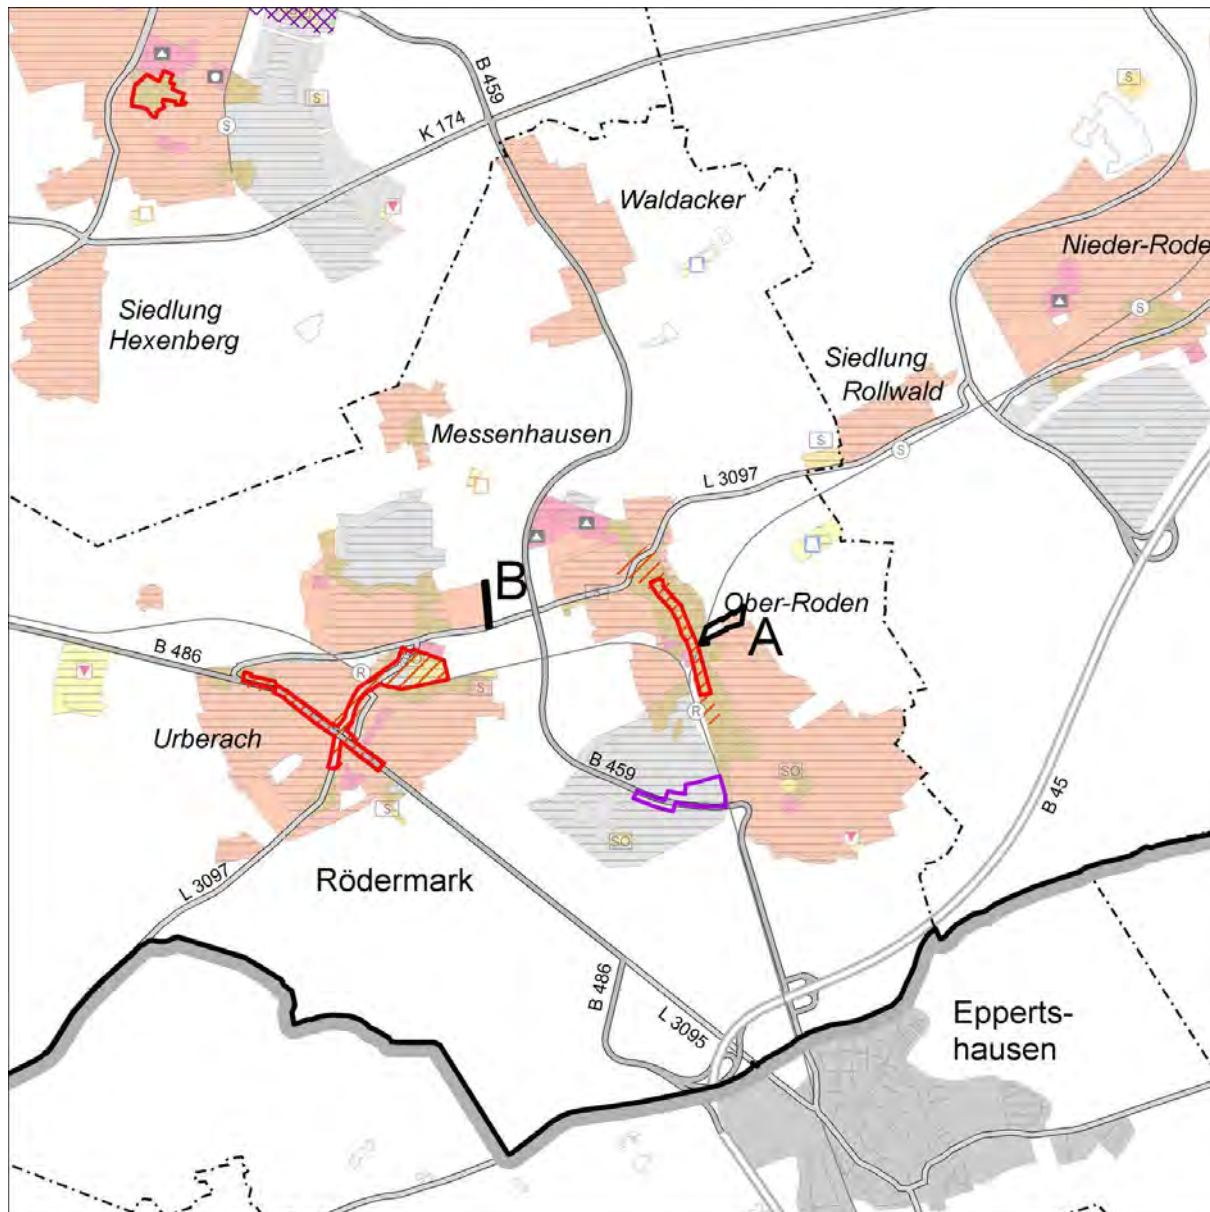 B 459
K 174
S
S
Waldacker
Nieder-Rode
S
Siedlung
Hexenberg
Siedlung
Rollwald
Messenhausen
S
S
L 3097
B
S
Ober-Roden
A
B 486
R
S
Urberach
R
B 459
SO
S
SO
B 45
L 3097
Rödermark
B 486
L 3095
Epperts-
hausen